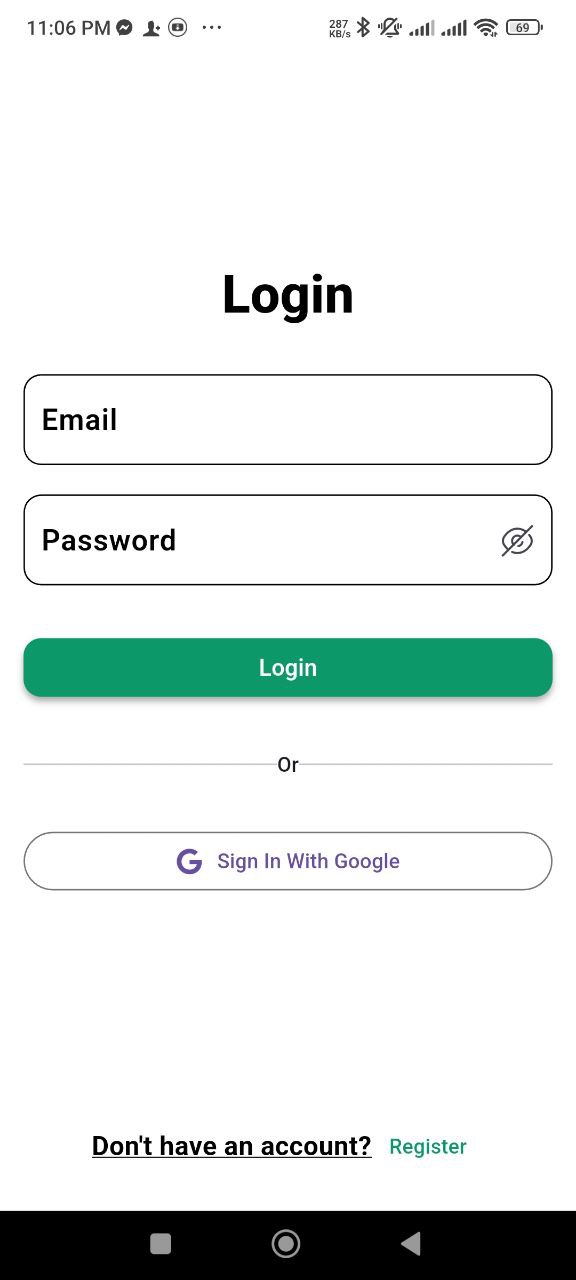 11:06 PM 287 KB/s 69
Login
Email
Password
Login
Or
G Sign In With Google
Don't have an account? Register